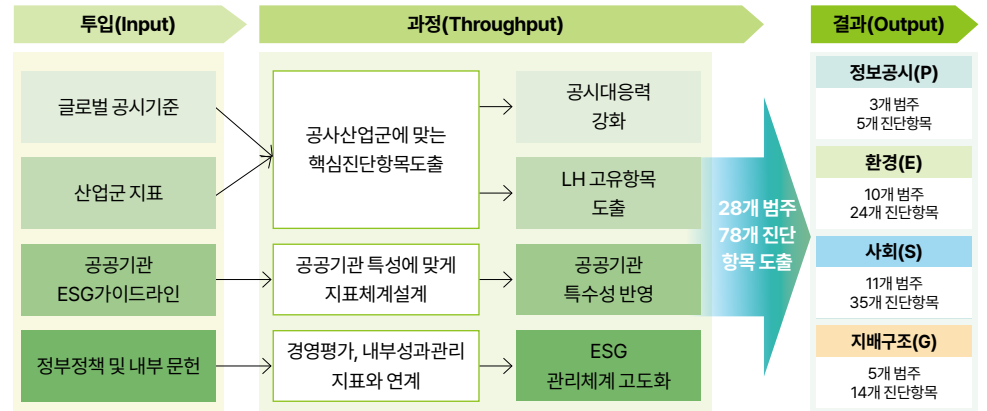 투입(Input)
과정(Throughput)
결과(Output)
글로벌 공시기준
산업군 지표
공공기관
ESG가이드라인
정부정책 및 내부 문헌
공사산업군에 맞는
핵심진단항목도출
공공기관 특성에 맞게
지표체계설계
경영평가, 내부성과관리
지표와 연계
공시대응력
강화
LH 고유항목
도출
공공기관
특수성 반영
ESG
관리체계 고도화
28개 범주
78개 진단
항목 도출
정보공시(P)
3개 범주
5개 진단항목
환경(E)
10개 범주
24개 진단항목
사회(S)
11개 범주
35개 진단항목
지배구조(G)
5개 범주
14개 진단항목